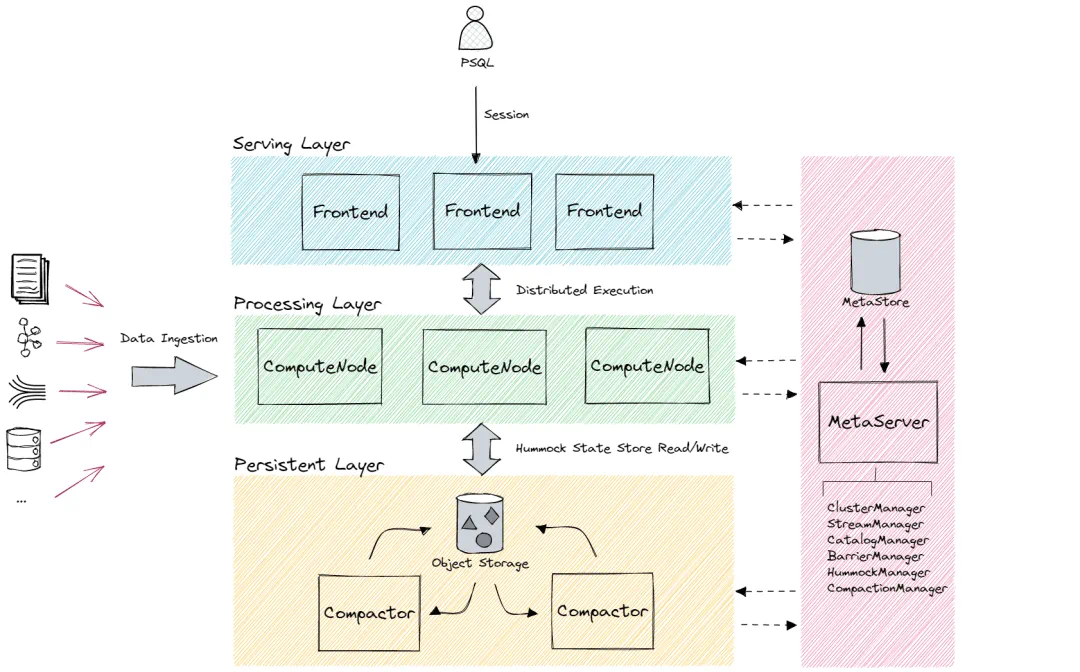 PSQL
Session
Serving Layer
Frontend
Frontend
Frontend
Distributed Execution
Processing Layer
MetaStore
Data Ingestion
ComputeNode
ComputeNode
ComputeNode
MetaServer
Hummock State Store Read/Write
Persistent Layer
...
ClusterManager
StreamManager
CatalogManager
BarrierManager
HummockManager
CompactionManager
Object Storage
Compactor
Compactor